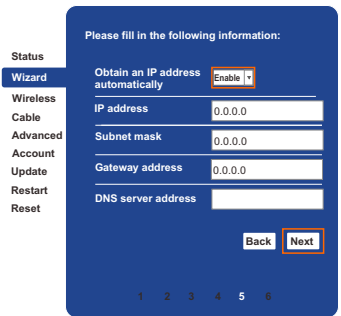 Please fill in the following information:
Status
Wizard
Wireless
Cable
Advanced
Account
Update
Restart
Reset
Obtain an IP address
automatically
Enable
IP address
0.0.0.0
Subnet mask
0.0.0.0
Gateway address
0.0.0.0
DNS server address
Back
Next
1 2 3 4 5 6